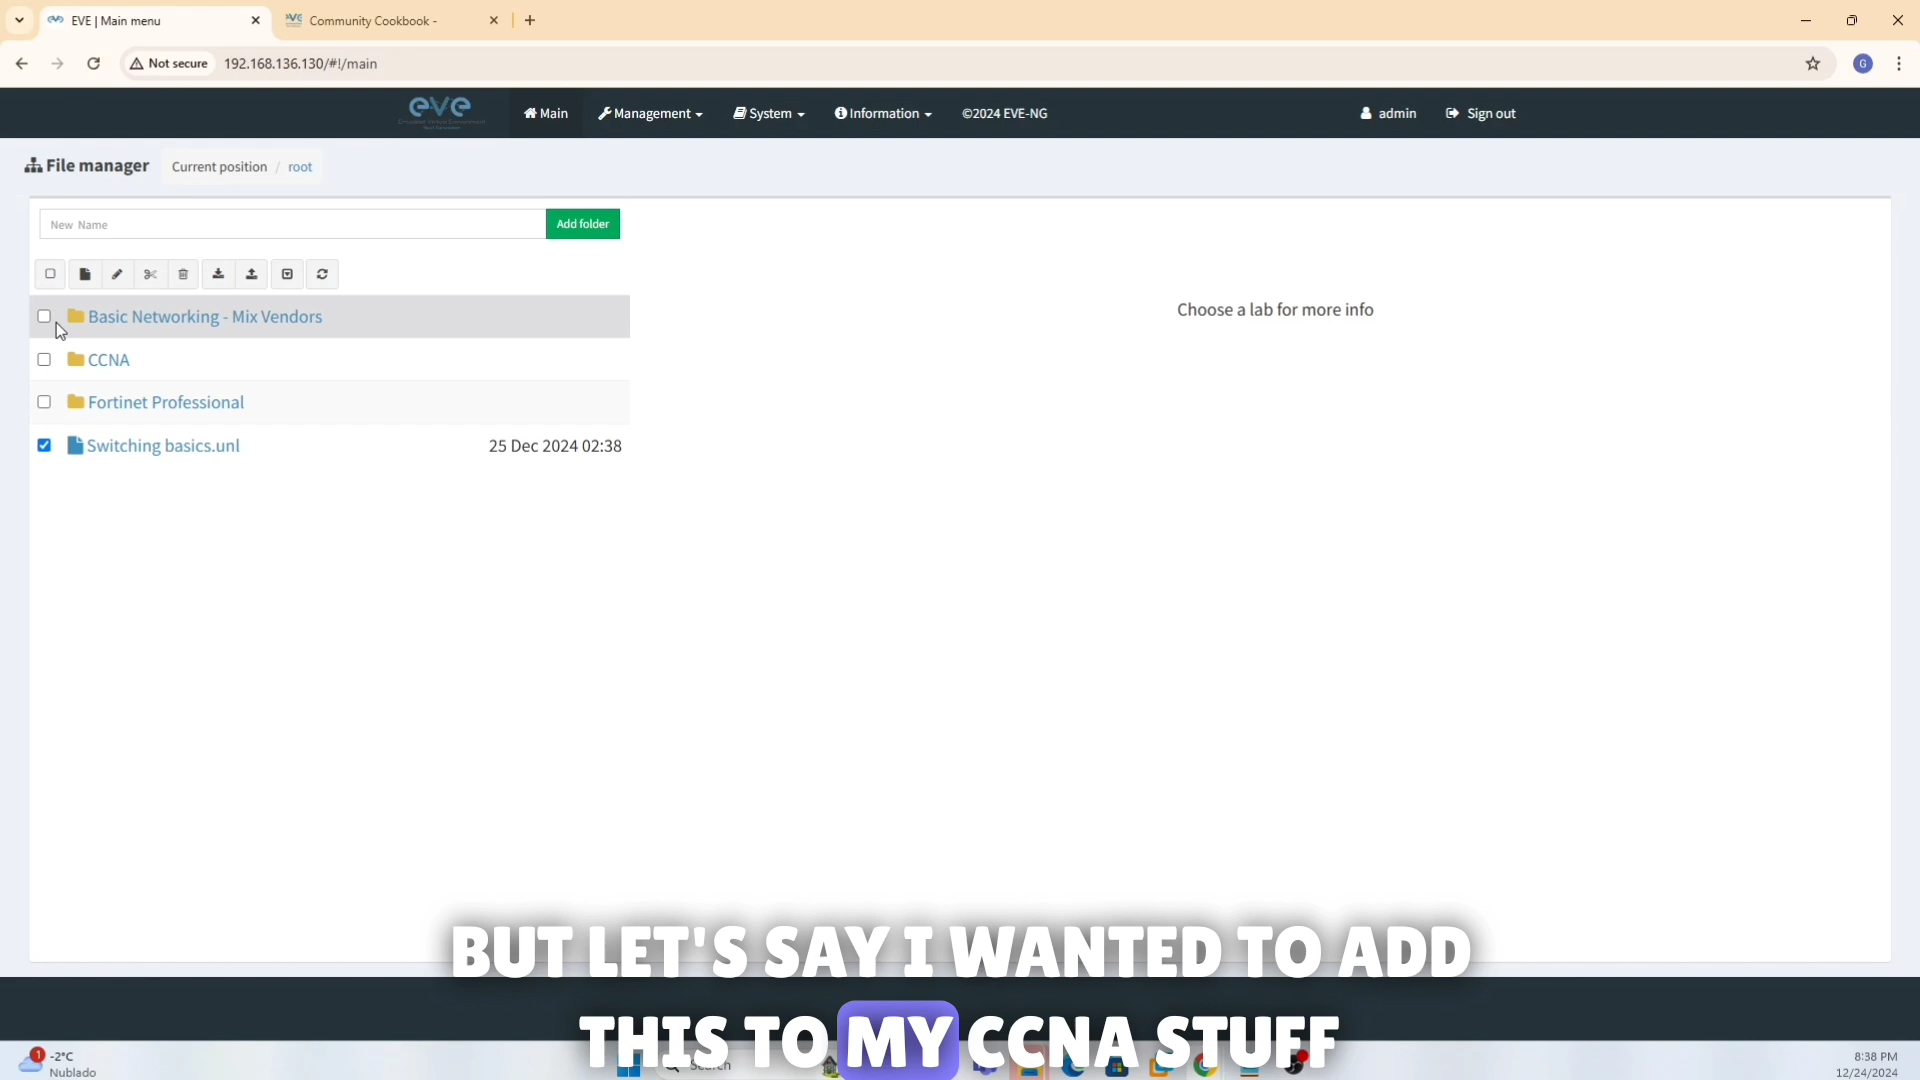 EVE | Main menu
Community Cookbook -
Not secure
192.168.136.130/#!/main
G
eve
Main
Management
System
Information
©2024 EVE-NG
admin
Sign out
File manager
Current position / root
New Name
Add folder
Basic Networking - Mix Vendors
CCNA
Fortinet Professional
Switching basics.unl
25 Dec 2024 02:38
Choose a lab for more info
BUT LET'S SAY I WANTED TO ADD
THIS TO MY CCNA STUFF
1
-2°C
Nublado
Search
8:38 PM
12/24/2024